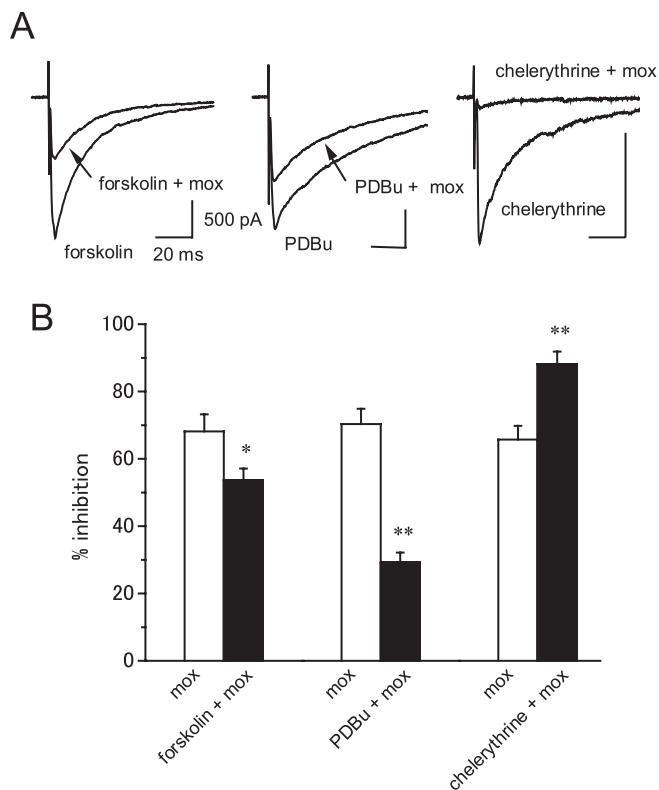 A
chelerythrine + mox
forskolin + mox
PDBu + mox
500 pA
chelerythrine
forskolin
20 ms
PDBu
B
% inhibition
100
80
60
40
20
0
*
**
**
mox
forskolin + mox
mox
PDBu + mox
mox
chelerythrine + mox